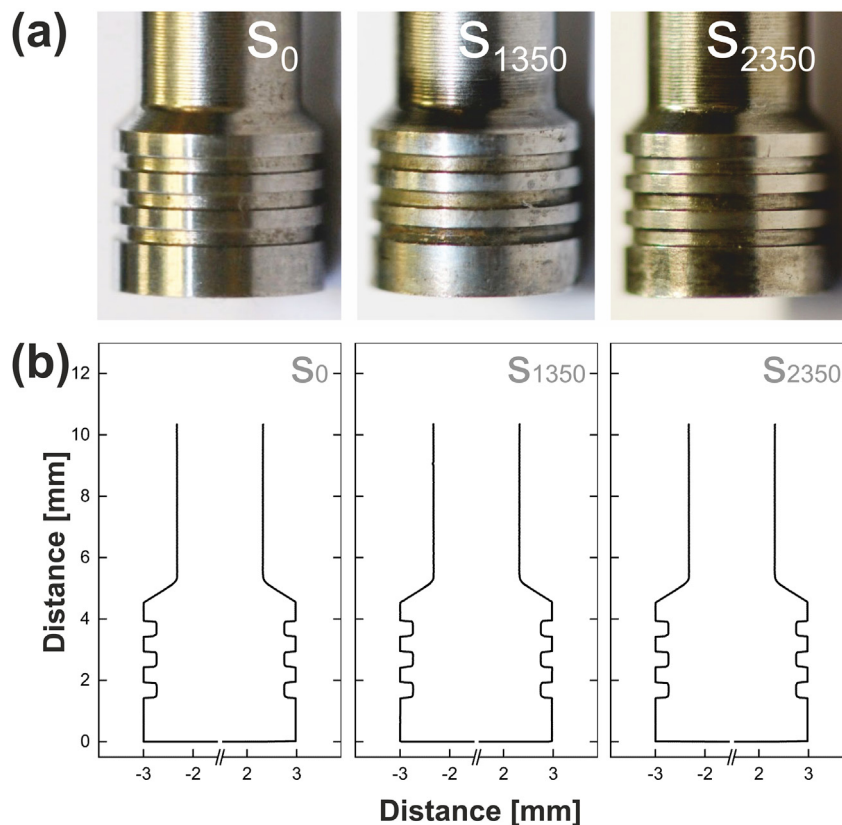 (a)
S0
S1350
S2350
(b)
S0
S1350
S2350
12
10
8
6
4
2
0
Distance [mm]
-3 -2 // 2 3
-3 -2 // 2 3
-3 -2 // 2 3
Distance [mm]